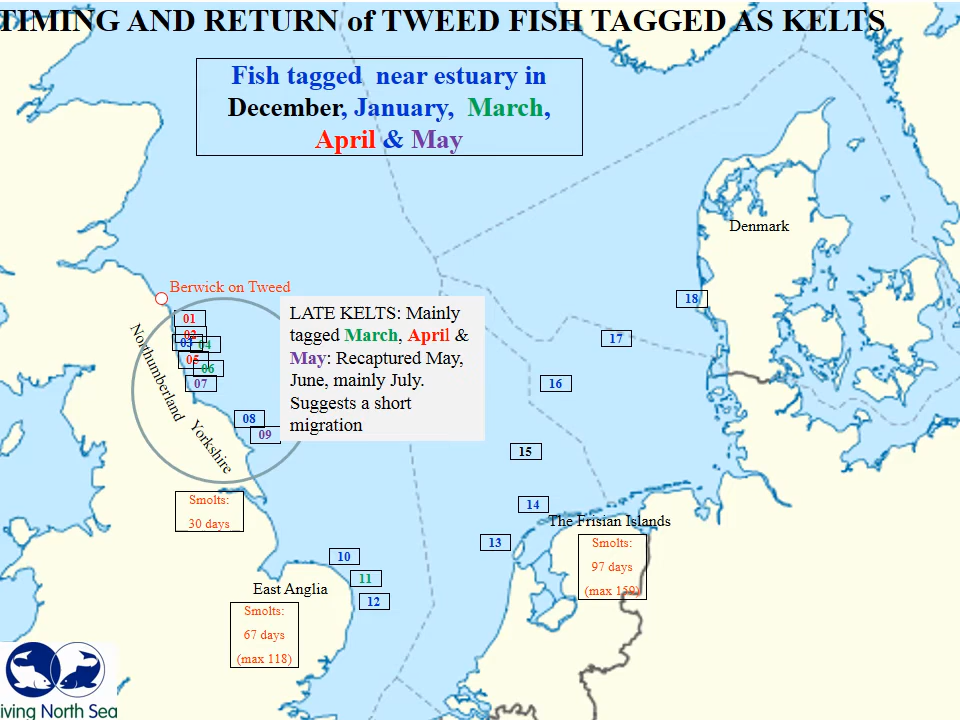 TIMING AND RETURN of TWEED FISH TAGGED AS KELTS
Fish tagged near estuary in
December, January, March,
April & May
Denmark
Berwick on Tweed
18
01
02
03
04
05
06
07
08
09
LATE KELTS: Mainly
tagged March, April &
May: Recaptured May,
June, mainly July.
Suggests a short
migration
17
16
Northumberland
Yorkshire
15
Smolts:
30 days
14
The Frisian Islands
13
Smolts:
97 days
(max 159)
10
11
12
East Anglia
Smolts:
67 days
(max 118)
iving North Sea